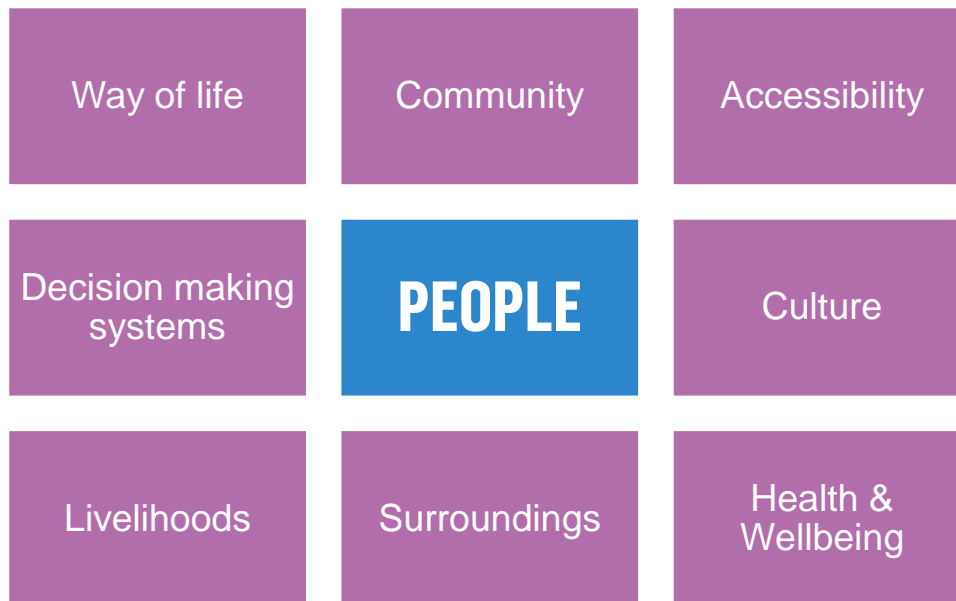 Way of life
Community
Accessibility
Decision making
systems
PEOPLE
Culture
Livelihoods
Surroundings
Health &
Wellbeing